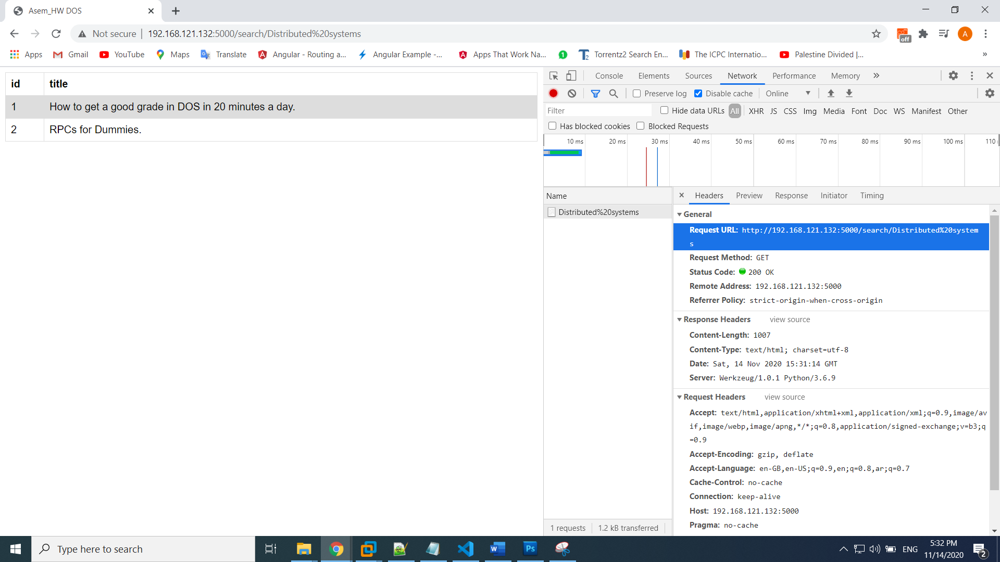 Asem_HW DOS
Not secure | 192.168.121.132:5000/search/Distributed%20systems
off
A
Apps Gmail YouTube Maps Translate Angular - Routing a... Angular Example -... Apps That Work Na... 1 Torrentz2 Search En... The ICPC Internatio... Palestine Divided |... »
id title
1 How to get a good grade in DOS in 20 minutes a day.
2 RPCs for Dummies.
Console Elements Sources Network Performance Memory »
Preserve log Disable cache Online
Filter Hide data URLs All XHR JS CSS Img Media Font Doc WS Manifest Other
Has blocked cookies Blocked Requests
10 ms 20 ms 30 ms 40 ms 50 ms 60 ms 70 ms 80 ms 90 ms 100 ms 110
Name
Distributed%20systems
Headers Preview Response Initiator Timing
General
Request URL: http://192.168.121.132:5000/search/Distributed%20system
s
Request Method: GET
Status Code: 200 OK
Remote Address: 192.168.121.132:5000
Referrer Policy: strict-origin-when-cross-origin
Response Headers view source
Content-Length: 1007
Content-Type: text/html; charset=utf-8
Date: Sat, 14 Nov 2020 15:31:14 GMT
Server: Werkzeug/1.0.1 Python/3.6.9
Request Headers view source
Accept: text/html,application/xhtml+xml,application/xml;q=0.9,image/av
if,image/webp,image/apng,*/*;q=0.8,application/signed-exchange;v=b3;q
=0.9
Accept-Encoding: gzip, deflate
Accept-Language: en-GB,en-US;q=0.9,en;q=0.8,ar;q=0.7
Cache-Control: no-cache
Connection: keep-alive
Host: 192.168.121.132:5000
Pragma: no-cache
1 requests 1.2 kB transferred
Type here to search
Ps
ENG
5:32 PM
11/14/2020
2